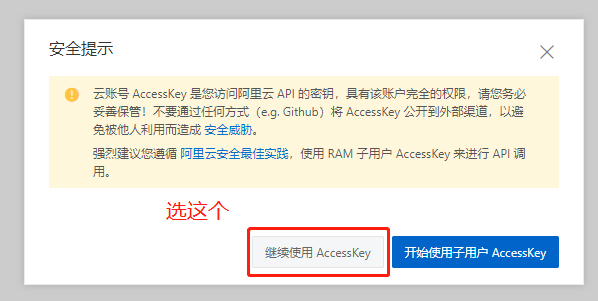 安全提示
云账号 AccessKey 是您访问阿里云 API 的密钥，具有该账户完全的权限，请您务必
妥善保管！不要通过任何方式（e.g. Github）将 AccessKey 公开到外部渠道，以避
免被他人利用而造成 安全威胁。
强烈建议您遵循 阿里云安全最佳实践，使用 RAM 子用户 AccessKey 来进行 API 调
用。
选这个
继续使用 AccessKey
开始使用子用户 AccessKey